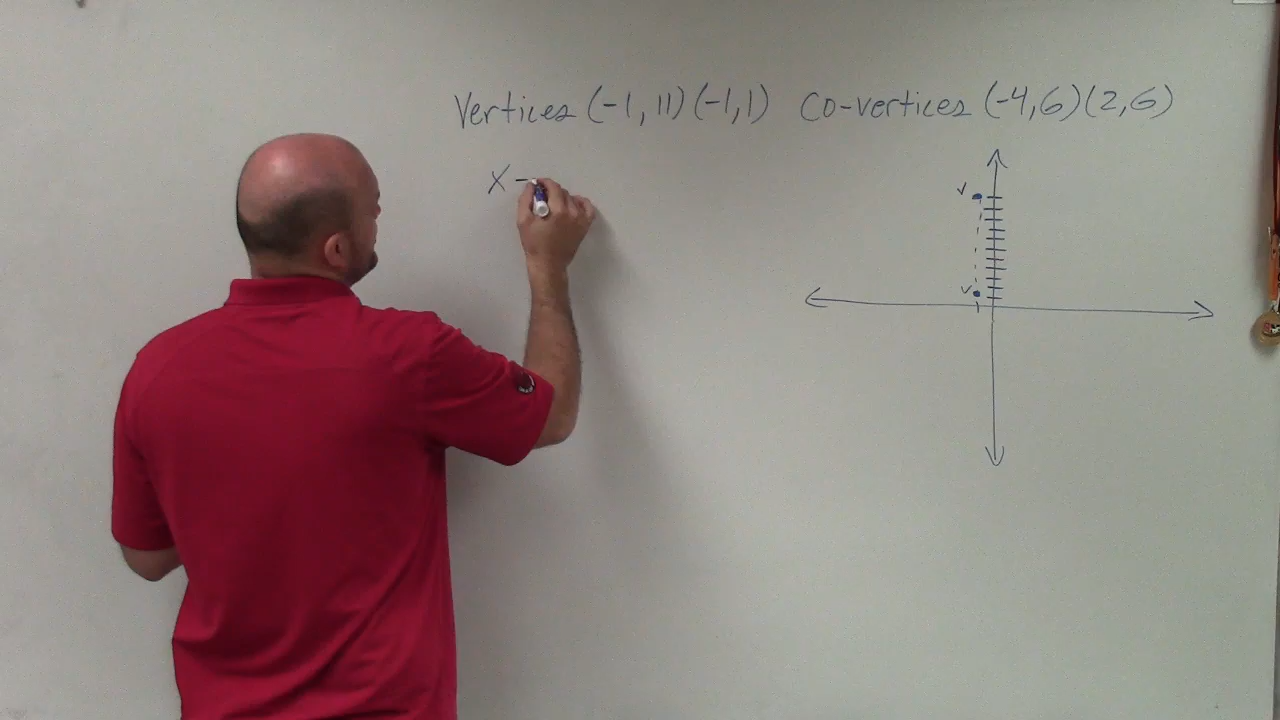 Vertices (-1, 11) (-1, 1) Co-vertices (-4, 6) (2, 6)
x -
v
v